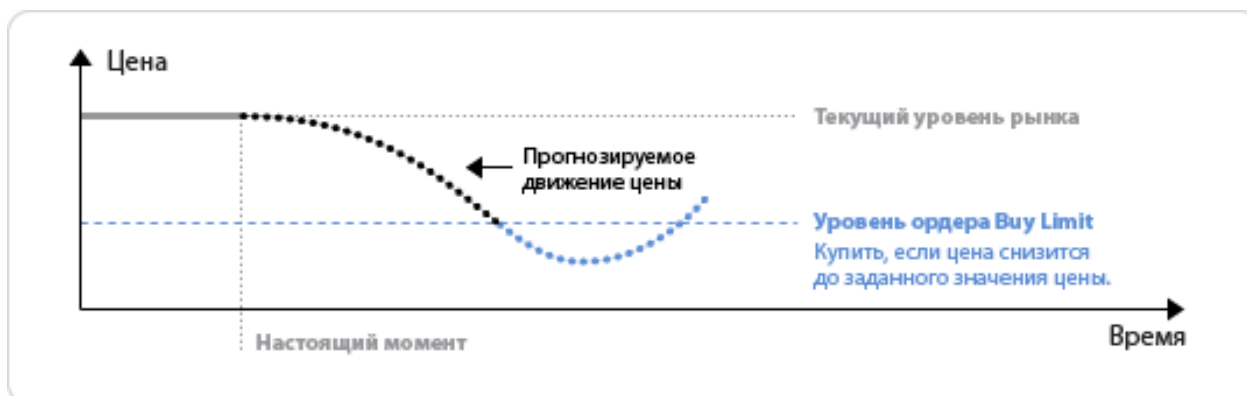 Цена
Текущий уровень рынка
Прогнозируемое
движение цены
Уровень ордера Buy Limit
Купить, если цена снизится
до заданного значения цены.
Настоящий момент
Время